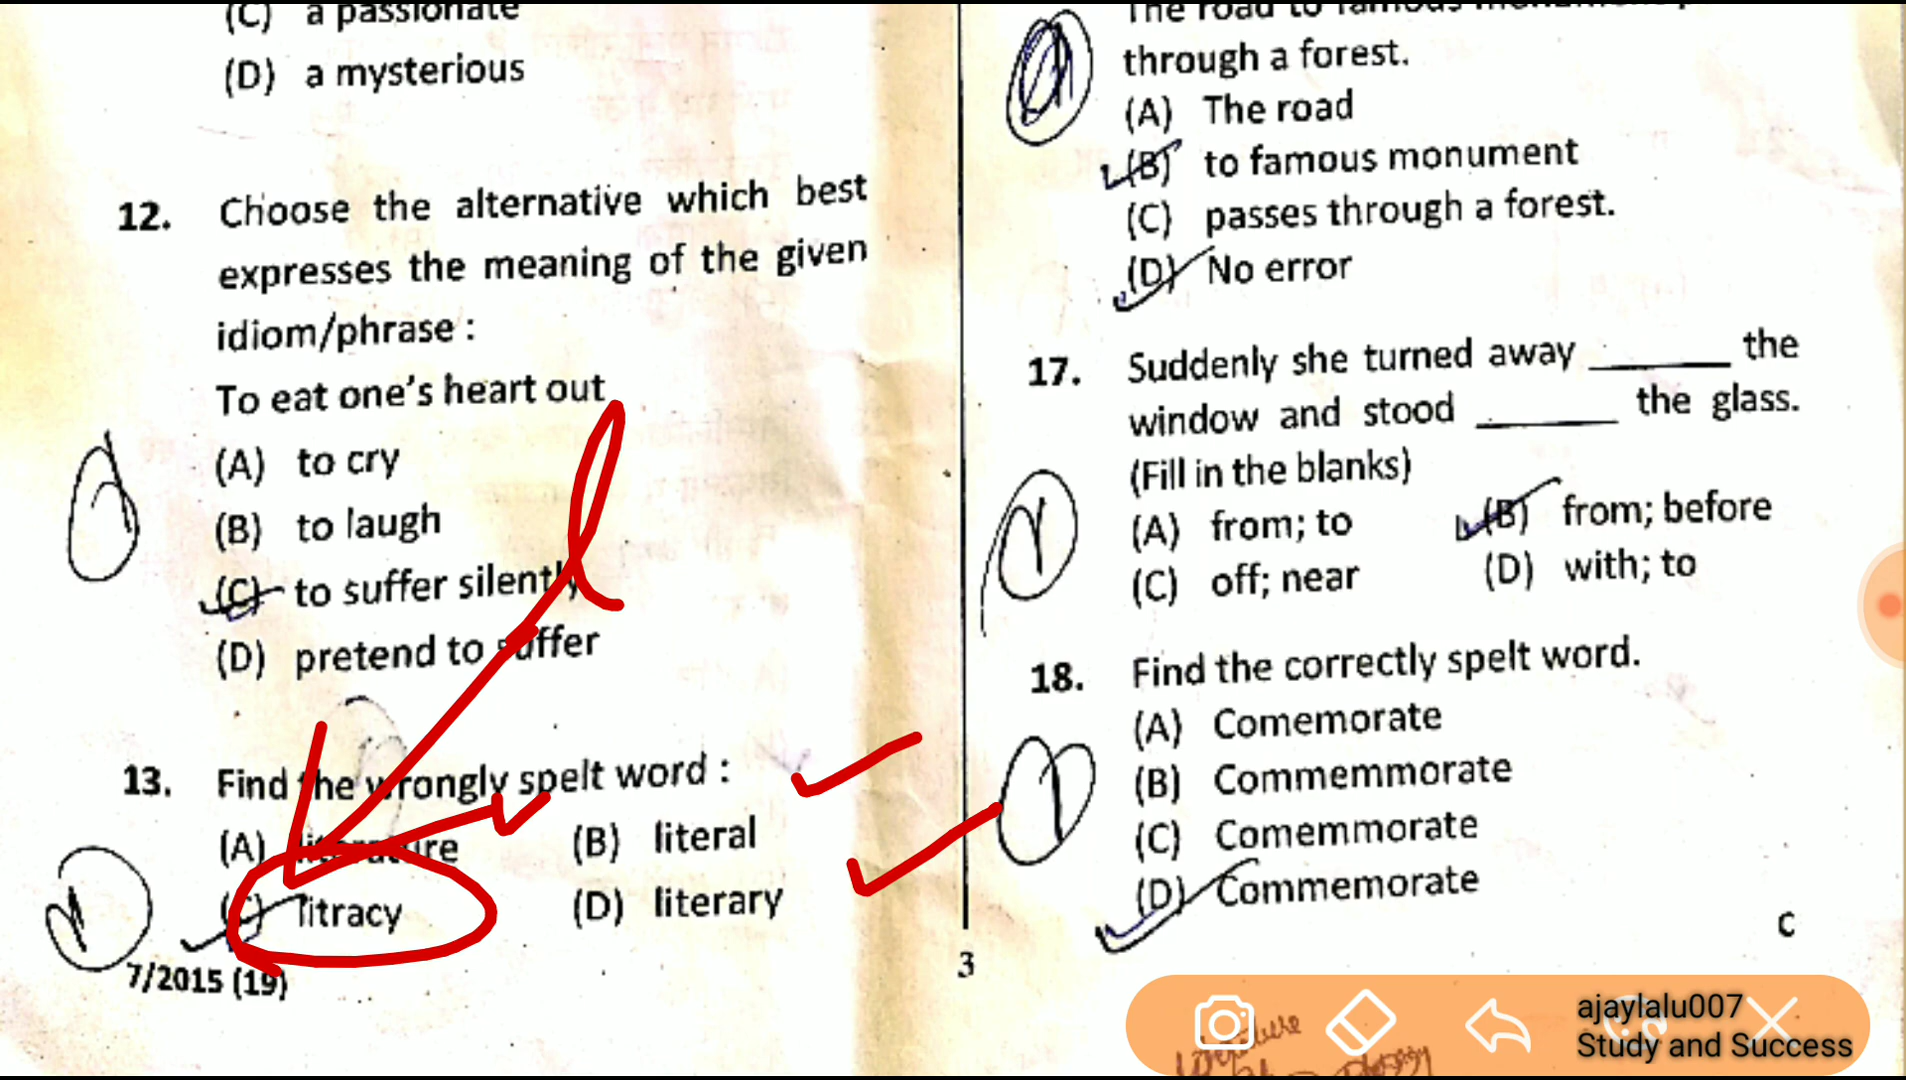 (C) a passionate
(D) a mysterious
12. Choose the alternative which best
expresses the meaning of the given
idiom/phrase :
To eat one's heart out
(A) to cry
(B) to laugh
(C) to suffer silently
(D) pretend to suffer
13. Find the wrongly spelt word :
(A) literature (B) literal
(C) litracy (D) literary
7/2015 (19)
The road to famous monument
through a forest.
(A) The road
(B) to famous monument
(C) passes through a forest.
(D) No error
17. Suddenly she turned away ______ the
window and stood ______ the glass.
(Fill in the blanks)
(A) from; to (B) from; before
(C) off; near (D) with; to
18. Find the correctly spelt word.
(A) Comemorate
(B) Commemmorate
(C) Comemmorate
(D) Commemorate
C
3
ajaylalu007
Study and Success